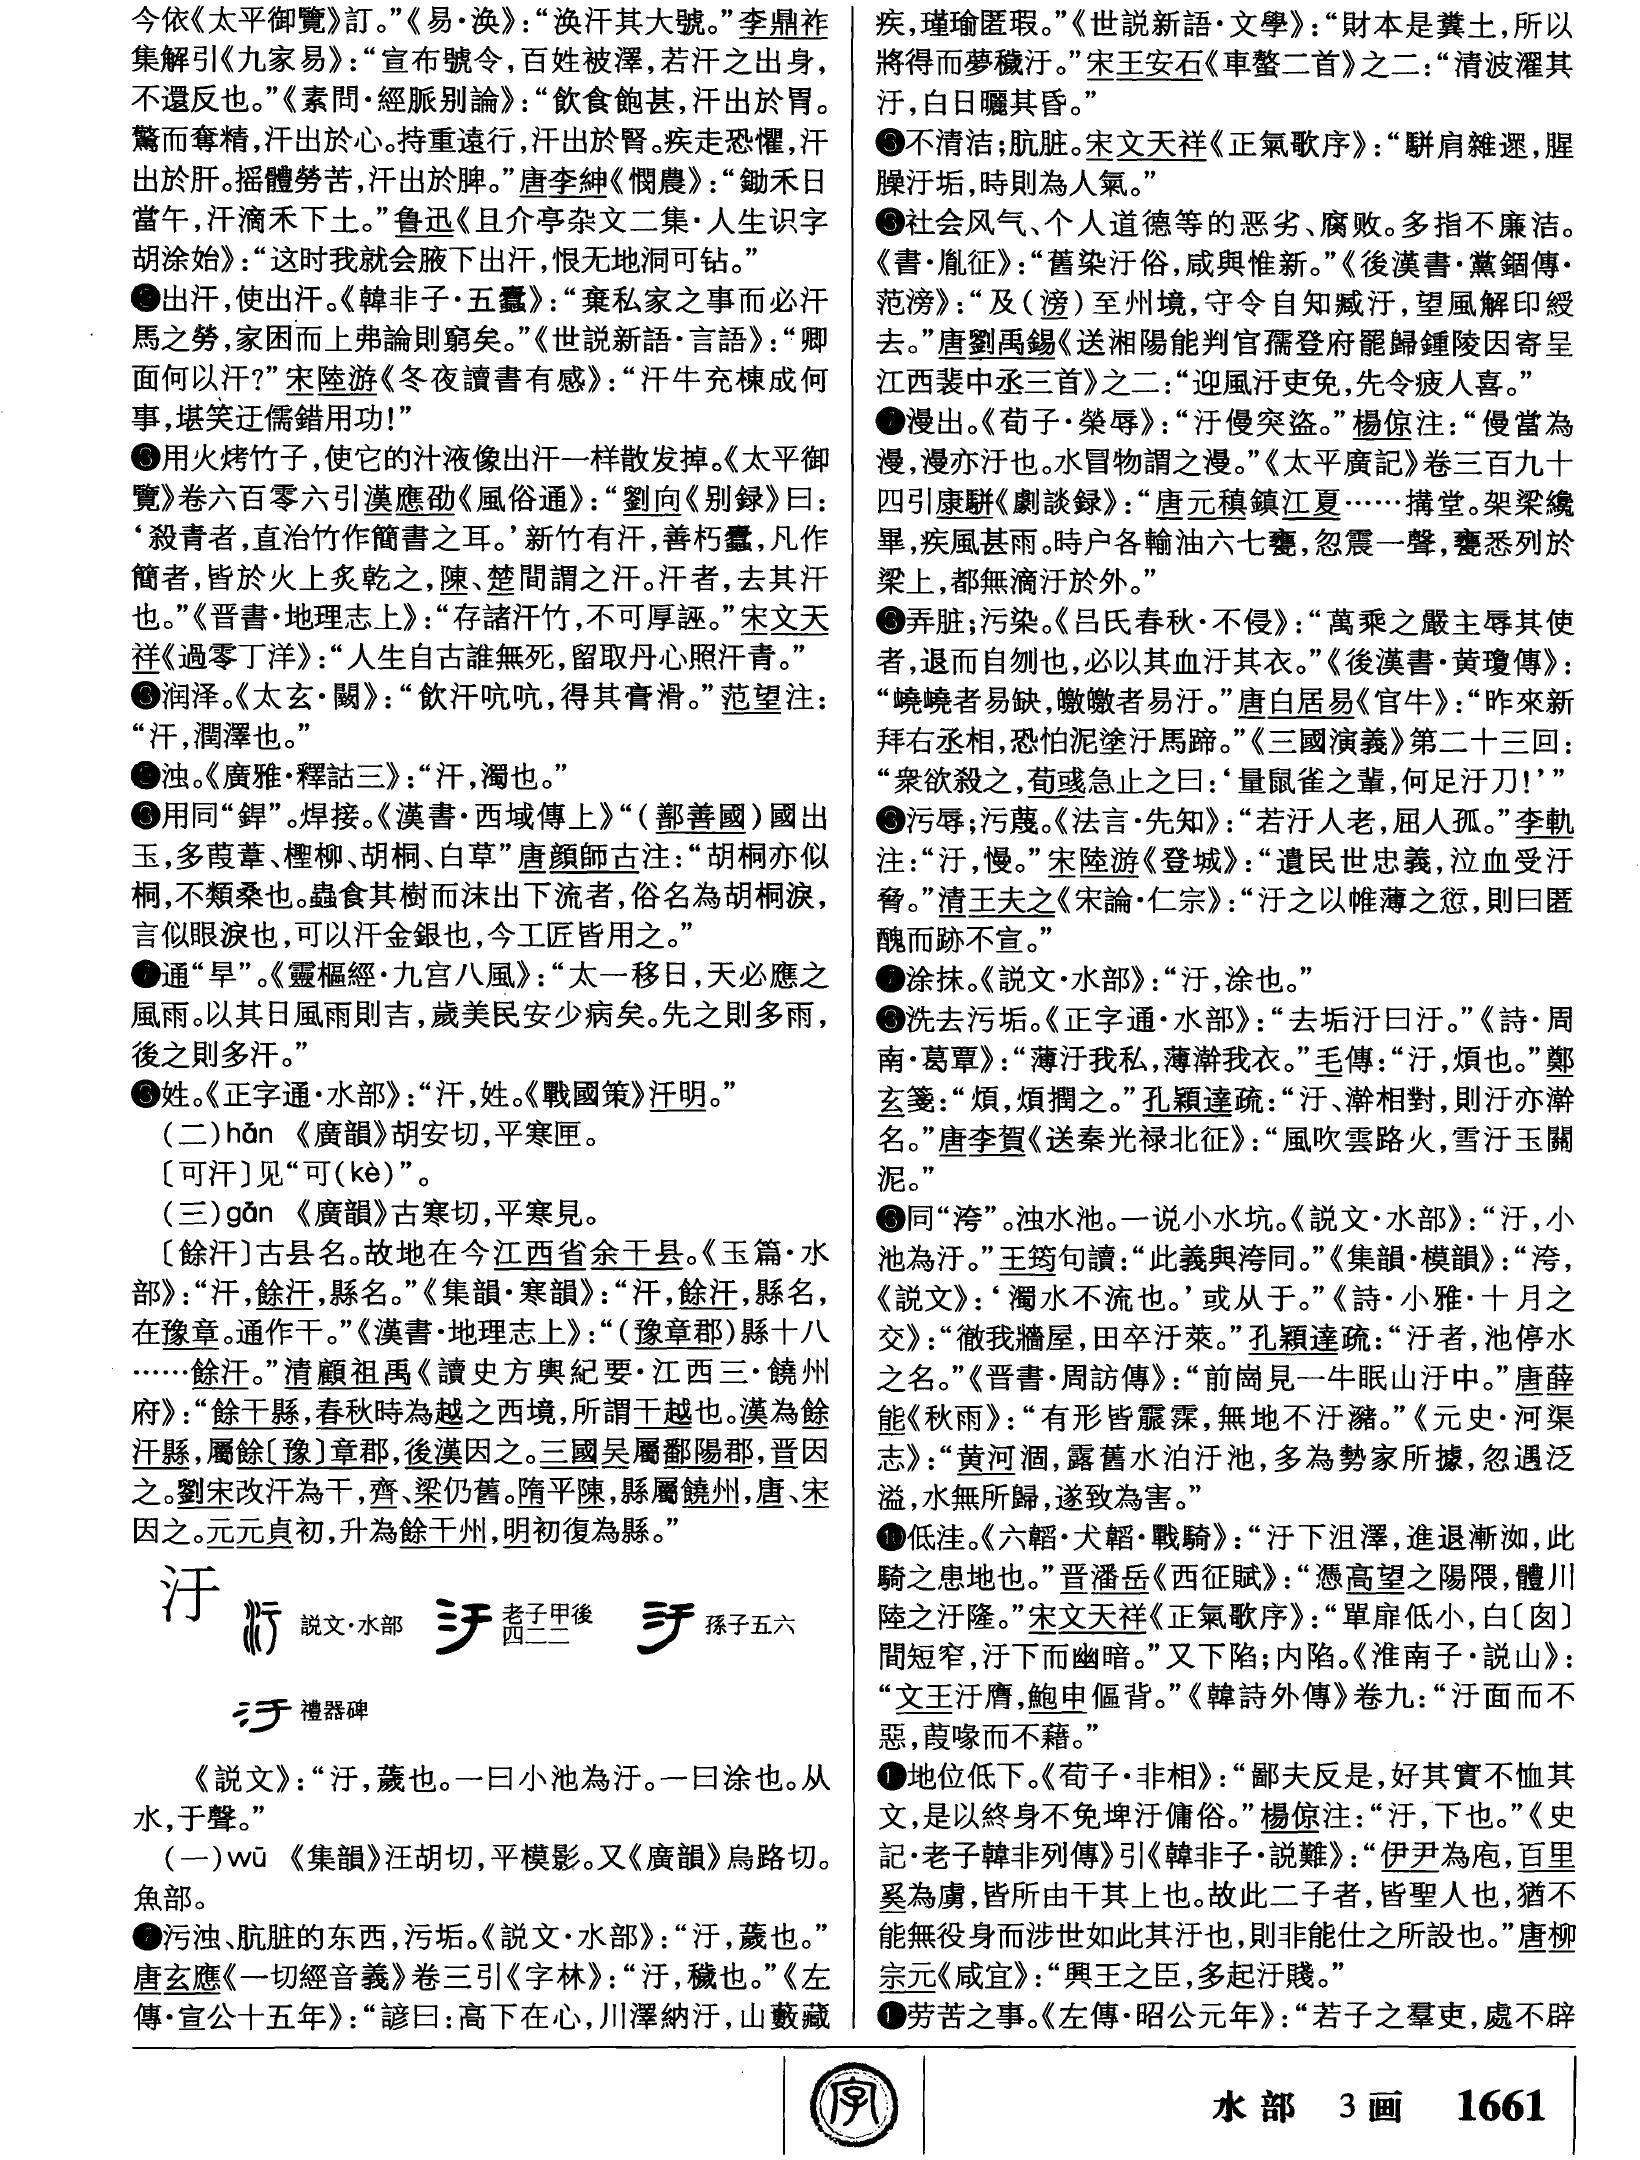 今依《太平御覽》訂。”《易·渙》：“渙汗其大號。”李鼎祚
集解引《九家易》：“宣布號令，百姓被澤，若汗之出身，
不還反也。”《素問·經脈别論》：“飲食飽甚，汗出於胃。
驚而奪精，汗出於心。持重遠行，汗出於腎。疾走恐懼，汗
出於肝。摇體勞苦，汗出於脾。”唐李紳《憫農》：“鋤禾日
當午，汗滴禾下土。”魯迅《且介亭杂文二集·人生识字
胡涂始》：“这时我就会腋下出汗，恨无地洞可钻。”
出汗，使出汗。《韓非子·五蠹》：“棄私家之事而必汗
馬之勞，家困而上弗論則窮矣。”《世説新語·言語》：“卿
面何以汗？”宋陸游《冬夜讀書有感》：“汗牛充棟成何
事，堪笑迂儒錯用功！”
用火烤竹子，使它的汁液像出汗一样散发掉。《太平御
覽》卷六百零六引漢應劭《風俗通》：“劉向《别録》曰：
‘殺青者，直治竹作簡書之耳。’新竹有汗，善朽蠹，凡作
簡者，皆於火上炙乾之，陳、楚間謂之汗。汗者，去其汗
也。”《晋書·地理志上》：“存諸汗竹，不可厚誣。”宋文天
祥《過零丁洋》：“人生自古誰無死，留取丹心照汗青。”
润泽。《太玄·闞》：“飲汗吭吭，得其膏滑。”范望注：
“汗，潤澤也。”
浊。《廣雅·釋詁三》：“汗，濁也。”
用同“銲”。焊接。《漢書·西域傳上》“（鄯善國）國出
玉，多葭葦、檉柳、胡桐、白草”唐顔師古注：“胡桐亦似
桐，不類桑也。蟲食其樹而沫出下流者，俗名為胡桐淚，
言似眼淚也，可以汗金銀也，今工匠皆用之。”
通“旱”。《靈樞經·九宫八風》：“太一移日，天必應之
風雨。以其日風雨則吉，歲美民安少病矣。先之則多雨，
後之則多汗。”
姓。《正字通·水部》：“汗，姓。《戰國策》汗明。”
（二）hán 《廣韻》胡安切，平寒匣。
〔可汗〕见“可（kè）”。
（三）gān 《廣韻》古寒切，平寒見。
〔餘汗〕古县名。故地在今江西省余干县。《玉篇·水
部》：“汗，餘汗，縣名。”《集韻·寒韻》：“汗，餘汗，縣名，
在豫章。通作干。”《漢書·地理志上》：“（豫章郡）縣十八
……餘汗。”清顧祖禹《讀史方輿紀要·江西三·饒州
府》：“餘干縣，春秋時為越之西境，所謂干越也。漢為餘
汗縣，屬餘〔豫〕章郡，後漢因之。三國吴屬鄱陽郡，晋因
之。劉宋改汗為干，齊、梁仍舊。隋平陳，縣屬饒州，唐、宋
因之。元元貞初，升為餘干州，明初復為縣。”
汙
説文·水部 老子甲後四二二 孫子五六
禮器碑
《説文》：“汙，薉也。一曰小池為汙。一曰涂也。从
水，于聲。”
（一）wū 《集韻》汪胡切，平模影。又《廣韻》烏路切。
魚部。
污浊、肮脏的东西，污垢。《説文·水部》：“汙，薉也。”
唐玄應《一切經音義》卷三引《字林》：“汙，穢也。”《左
傳·宣公十五年》：“諺曰：高下在心，川澤納汙，山藪藏
疾，瑾瑜匿瑕。”《世説新語·文學》：“財本是糞土，所以
將得而夢穢汙。”宋王安石《車螯二首》之二：“清波濯其
汙，白日曬其昏。”
不清洁；肮脏。宋文天祥《正氣歌序》：“駢肩雜遝，腥
臊汙垢，時則為人氣。”
社会风气、个人道德等的恶劣、腐败。多指不廉洁。
《書·胤征》：“舊染汙俗，咸與惟新。”《後漢書·黨錮傳·
范滂》：“及（滂）至州境，守令自知臧汙，望風解印綬
去。”唐劉禹錫《送湘陽能判官孺登府罷歸鍾陵因寄呈
江西裴中丞三首》之二：“迎風汙吏免，先令疲人喜。”
漫出。《荀子·榮辱》：“汙僈突盜。”楊倞注：“僈當為
漫，漫亦汙也。水冒物謂之漫。”《太平廣記》卷三百九十
四引康駢《劇談録》：“唐元稹鎮江夏……搆堂。架梁纔
畢，疾風甚雨。時户各輸油六七甕，忽震一聲，甕悉列於
梁上，都無滴汙於外。”
弄脏；污染。《吕氏春秋·不侵》：“萬乘之嚴主辱其使
者，退而自刎也，必以其血汙其衣。”《後漢書·黄瓊傳》：
“嶢嶢者易缺，皦皦者易汙。”唐白居易《官牛》：“昨來新
拜右丞相，恐怕泥塗汙馬蹄。”《三國演義》第二十三回：
“衆欲殺之，荀彧急止之曰：‘量鼠雀之輩，何足汙刀！’”
污辱；污蔑。《法言·先知》：“若汙人老，屈人孤。”李軌
注：“汙，慢。”宋陸游《登城》：“遺民世忠義，泣血受汙
脅。”清王夫之《宋論·仁宗》：“汙之以帷薄之愆，則曰匿
醜而跡不宣。”
涂抹。《説文·水部》：“汙，涂也。”
洗去污垢。《正字通·水部》：“去垢汙曰汙。”《詩·周
南·葛覃》：“薄汙我私，薄澣我衣。”毛傳：“汙，煩也。”鄭
玄箋：“煩，煩撋之。”孔穎達疏：“汙、澣相對，則汙亦澣
名。”唐李賀《送秦光禄北征》：“風吹雲路火，雪汙玉關
泥。”
同“洿”。浊水池。一说小水坑。《説文·水部》：“汙，小
池為汙。”王筠句讀：“此義與洿同。”《集韻·模韻》：“洿，
《説文》：‘濁水不流也。’或从于。”《詩·小雅·十月之
交》：“徹我牆屋，田卒汙萊。”孔穎達疏：“汙者，池停水
之名。”《晋書·周訪傳》：“前崗見一牛眠山汙中。”唐薛
能《秋雨》：“有形皆霢霂，無地不汙瀦。”《元史·河渠
志》：“黄河涸，露舊水泊汙池，多為勢家所據，忽遇泛
溢，水無所歸，遂致為害。”
⑩低洼。《六韜·犬韜·戰騎》：“汙下沮澤，進退漸洳，此
騎之患地也。”晋潘岳《西征賦》：“憑高望之陽隈，體川
陸之汙隆。”宋文天祥《正氣歌序》：“單扉低小，白〔囱〕
間短窄，汙下而幽暗。”又下陷；内陷。《淮南子·説山》：
“文王汙膺，鮑申傴背。”《韓詩外傳》卷九：“汙面而不
惡，葭喙而不藉。”
地位低下。《荀子·非相》：“鄙夫反是，好其實不恤其
文，是以終身不免埤汙傭俗。”楊倞注：“汙，下也。”《史
記·老子韓非列傳》引《韓非子·説難》：“伊尹為庖，百里
奚為虜，皆所由干其上也。故此二子者，皆聖人也，猶不
能無役身而涉世如此其汙也，則非能仕之所設也。”唐柳
宗元《咸宜》：“興王之臣，多起汙賤。”
劳苦之事。《左傳·昭公元年》：“若子之羣吏，處不辟
字
水部 3画 1661